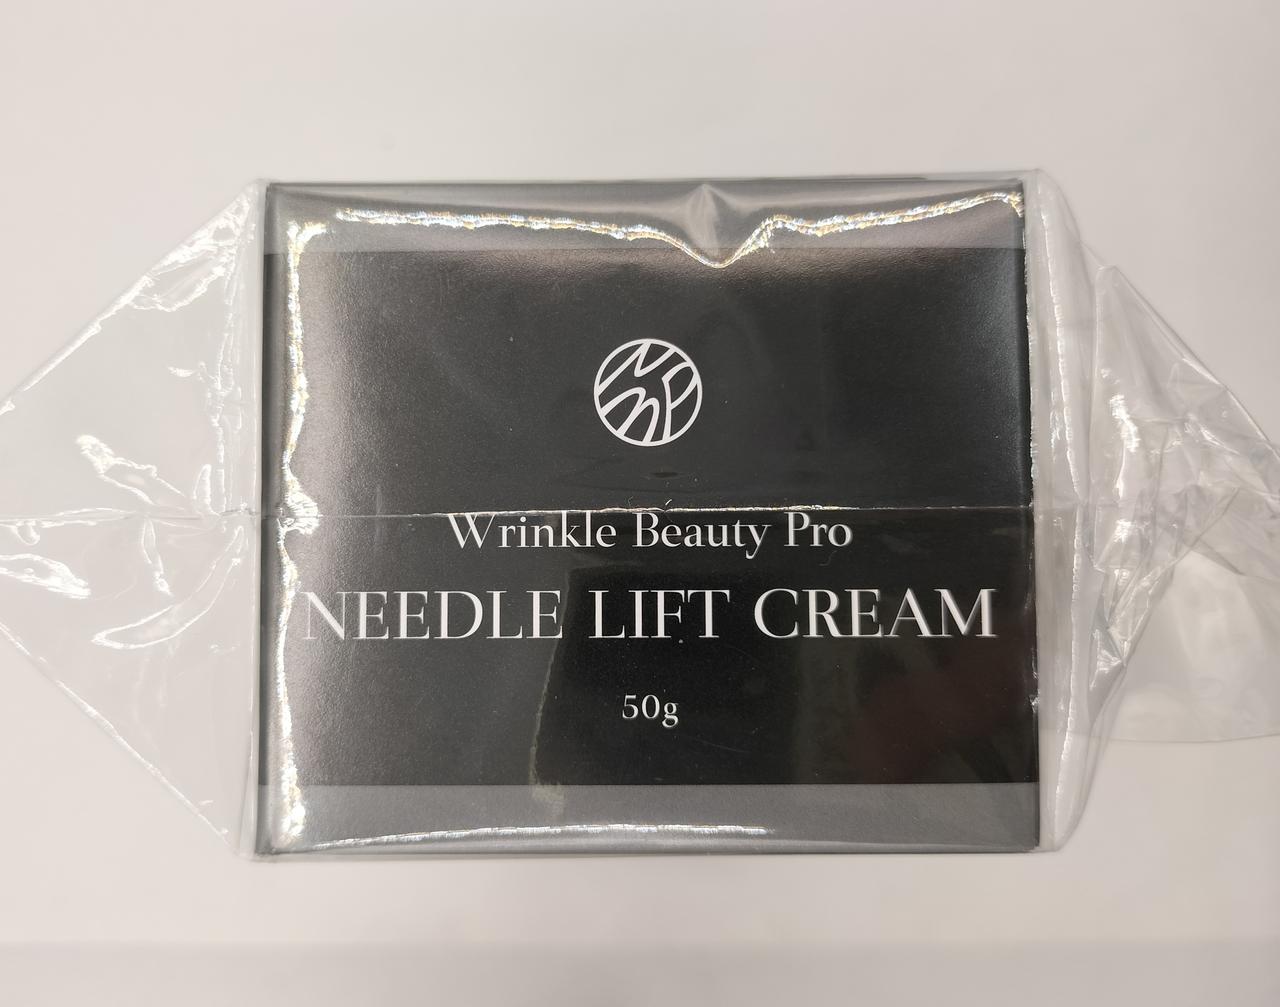 Wrinkle Beauty Pro
NEEDLE LIFT CREAM
50g